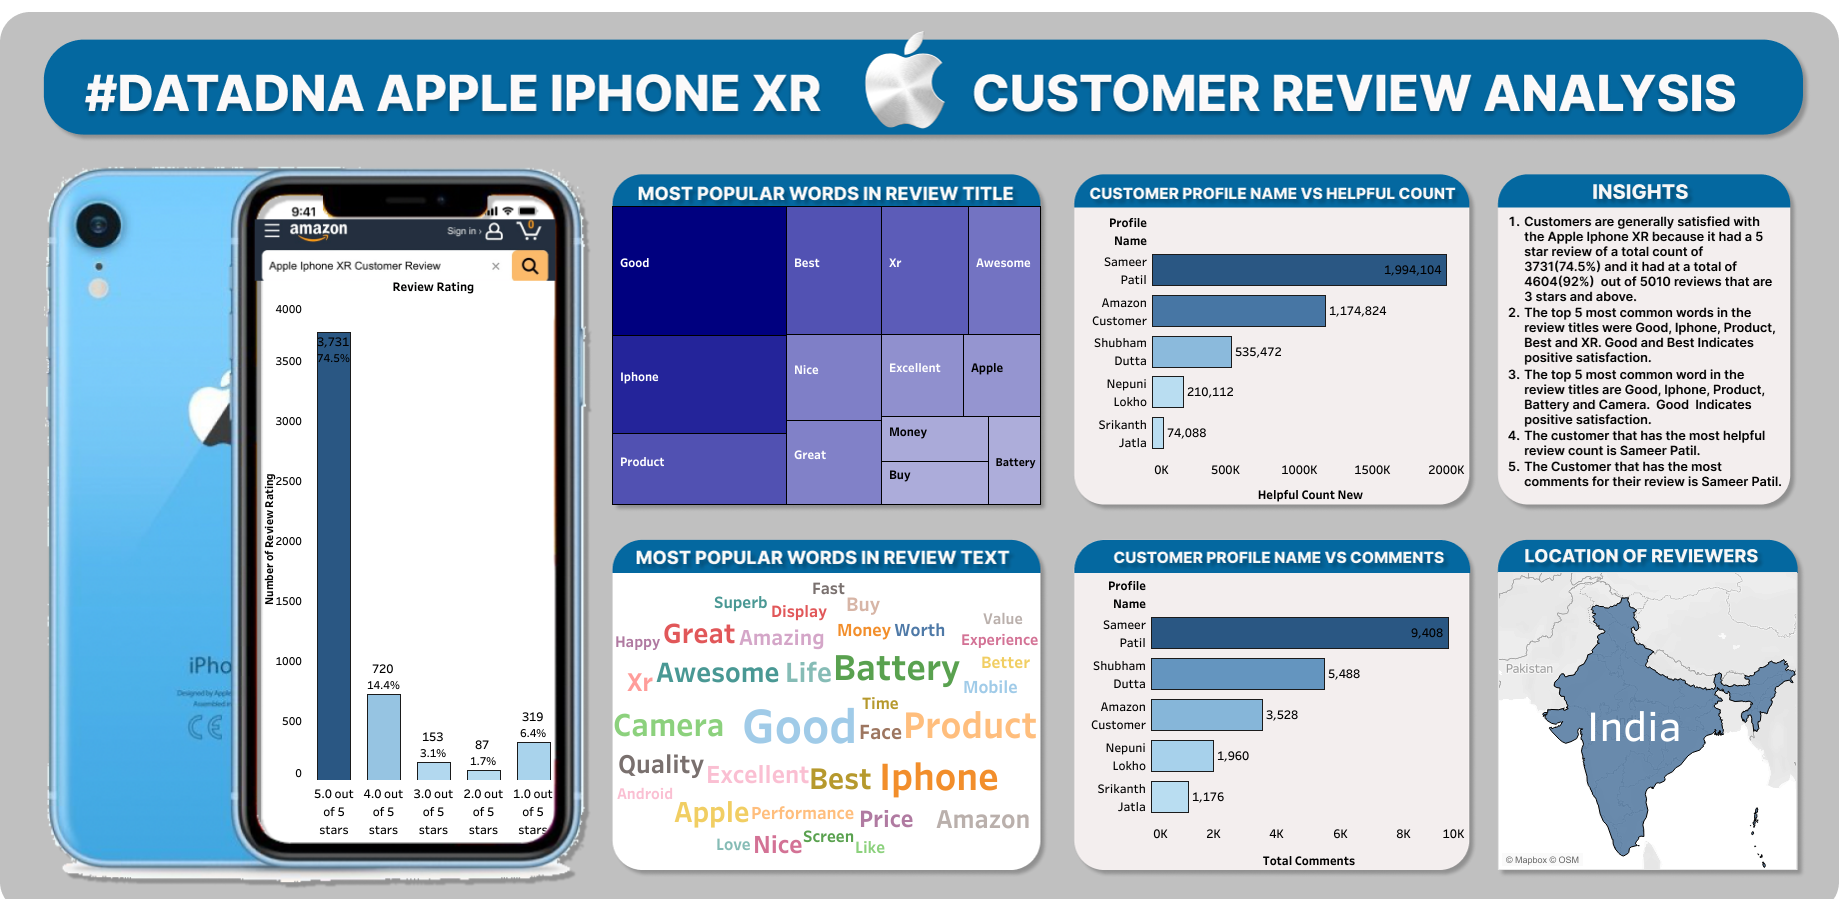 #DATADNA APPLE IPHONE XR CUSTOMER REVIEW ANALYSIS
9:41
amazon
Sign in ›
0
Apple Iphone XR Customer Review ×
Review Rating
Number of Review Rating
4000
3500
3000
2500
2000
1500
1000
500
0
3,731
74.5%
720
14.4%
153
3.1%
87
1.7%
319
6.4%
5.0 out of 5 stars
4.0 out of 5 stars
3.0 out of 5 stars
2.0 out of 5 stars
1.0 out of 5 stars
iPho
Designed by Apple
Assembled in
CE
MOST POPULAR WORDS IN REVIEW TITLE
Good
Iphone
Product
Best
Nice
Great
Xr
Awesome
Excellent
Apple
Money
Buy
Battery
CUSTOMER PROFILE NAME VS HELPFUL COUNT
Profile
Name
Sameer
Patil
1,994,104
Amazon
Customer
1,174,824
Shubham
Dutta
535,472
Nepuni
Lokho
210,112
Srikanth
Jatla
74,088
0K 500K 1000K 1500K 2000K
Helpful Count New
INSIGHTS
1. Customers are generally satisfied with
the Apple Iphone XR because it had a 5
star review of a total count of
3731(74.5%) and it had at a total of
4604(92%) out of 5010 reviews that are
3 stars and above.
2. The top 5 most common words in the
review titles were Good, Iphone, Product,
Best and XR. Good and Best Indicates
positive satisfaction.
3. The top 5 most common word in the
review titles are Good, Iphone, Product,
Battery and Camera. Good Indicates
positive satisfaction.
4. The customer that has the most helpful
review count is Sameer Patil.
5. The Customer that has the most
comments for their review is Sameer Patil.
MOST POPULAR WORDS IN REVIEW TEXT
Fast
Superb Display Buy
Value
Happy Great Amazing Money Worth Experience
Xr Awesome Life Battery Better
Mobile
Time
Camera Good Face Product
Quality Excellent Best Iphone
Android
Apple Performance Price Amazon
Love Nice Screen Like
CUSTOMER PROFILE NAME VS COMMENTS
Profile
Name
Sameer
Patil
9,408
Shubham
Dutta
5,488
Amazon
Customer
3,528
Nepuni
Lokho
1,960
Srikanth
Jatla
1,176
0K 2K 4K 6K 8K 10K
Total Comments
LOCATION OF REVIEWERS
Pakistan
India
© Mapbox © OSM